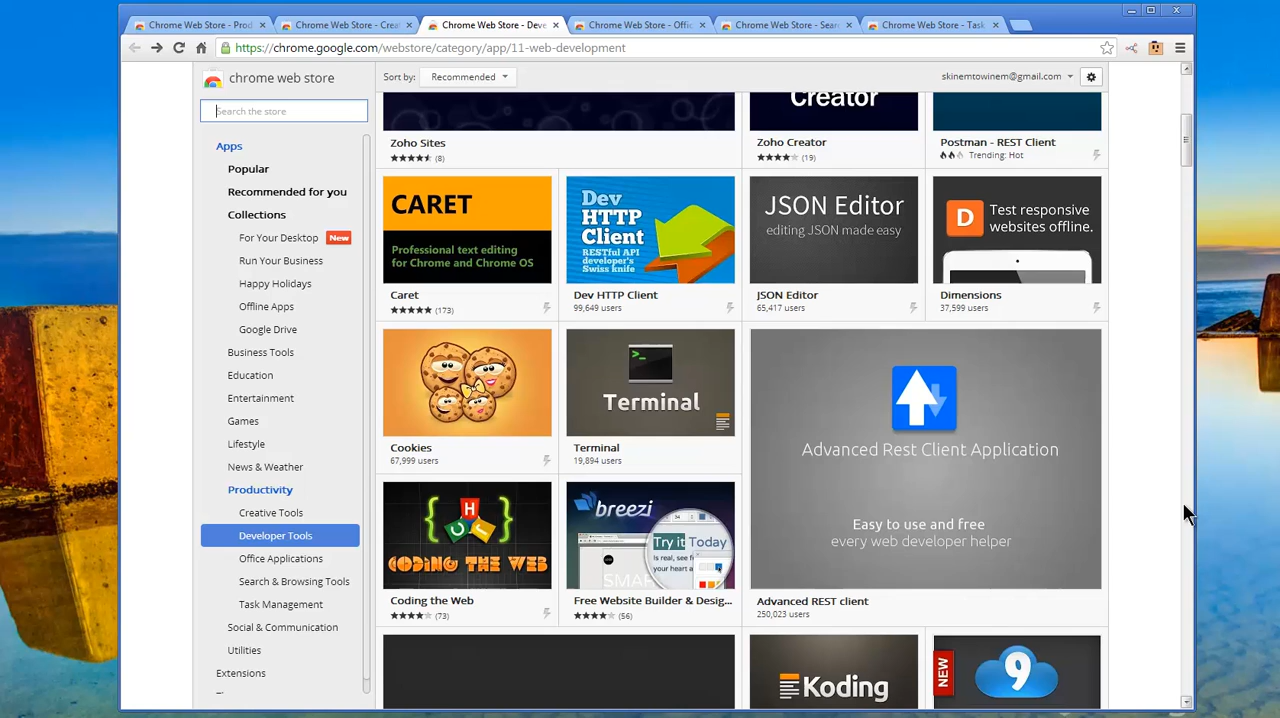 Chrome Web Store - Prod
Chrome Web Store - Creat
Chrome Web Store - Deve
Chrome Web Store - Offic
Chrome Web Store - Sear
Chrome Web Store - Task
https://chrome.google.com/webstore/category/app/11-web-development
chrome web store
Sort by: Recommended
skinemtowinem@gmail.com
Search the store
Apps
Popular
Recommended for you
Collections
For Your Desktop New
Run Your Business
Happy Holidays
Offline Apps
Google Drive
Business Tools
Education
Entertainment
Games
Lifestyle
News & Weather
Productivity
Creative Tools
Developer Tools
Office Applications
Search & Browsing Tools
Task Management
Social & Communication
Utilities
Extensions
Zoho Sites
(8)
Creator
Zoho Creator
(19)
Postman - REST Client
Trending: Hot
CARET
Professional text editing
for Chrome and Chrome OS
Caret
(173)
Dev
HTTP
Client
RESTful API
developer's
Swiss knife
Dev HTTP Client
99,649 users
JSON Editor
editing JSON made easy
JSON Editor
65,417 users
D
Test responsive
websites offline.
Dimensions
37,599 users
Cookies
67,999 users
>_
Terminal
Terminal
19,894 users
Advanced Rest Client Application
Easy to use and free
every web developer helper
Advanced REST client
250,023 users
{ H C J }
CODING THE WEB
Coding the Web
(73)
breezi
Try it Today
is real, see f
your heart a
SMAR
Free Website Builder & Desig...
(56)
Koding
NEW
9